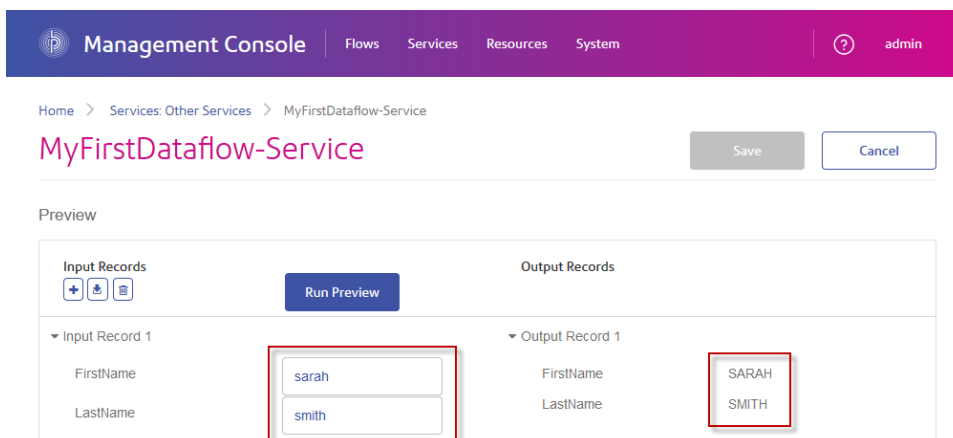 Management Console Flows Services Resources System ? admin
Home > Services: Other Services > MyFirstDataflow-Service
MyFirstDataflow-Service Save Cancel
Preview
Input Records Output Records
Run Preview
Input Record 1 Output Record 1
FirstName sarah FirstName SARAH
LastName smith LastName SMITH